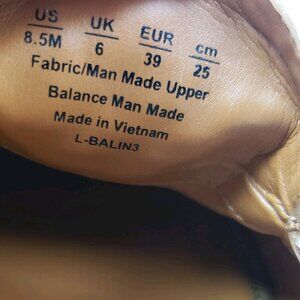 US UK EUR cm
8.5M 6 39 25
Fabric/Man Made Upper
Balance Man Made
Made in Vietnam
L-BALIN3